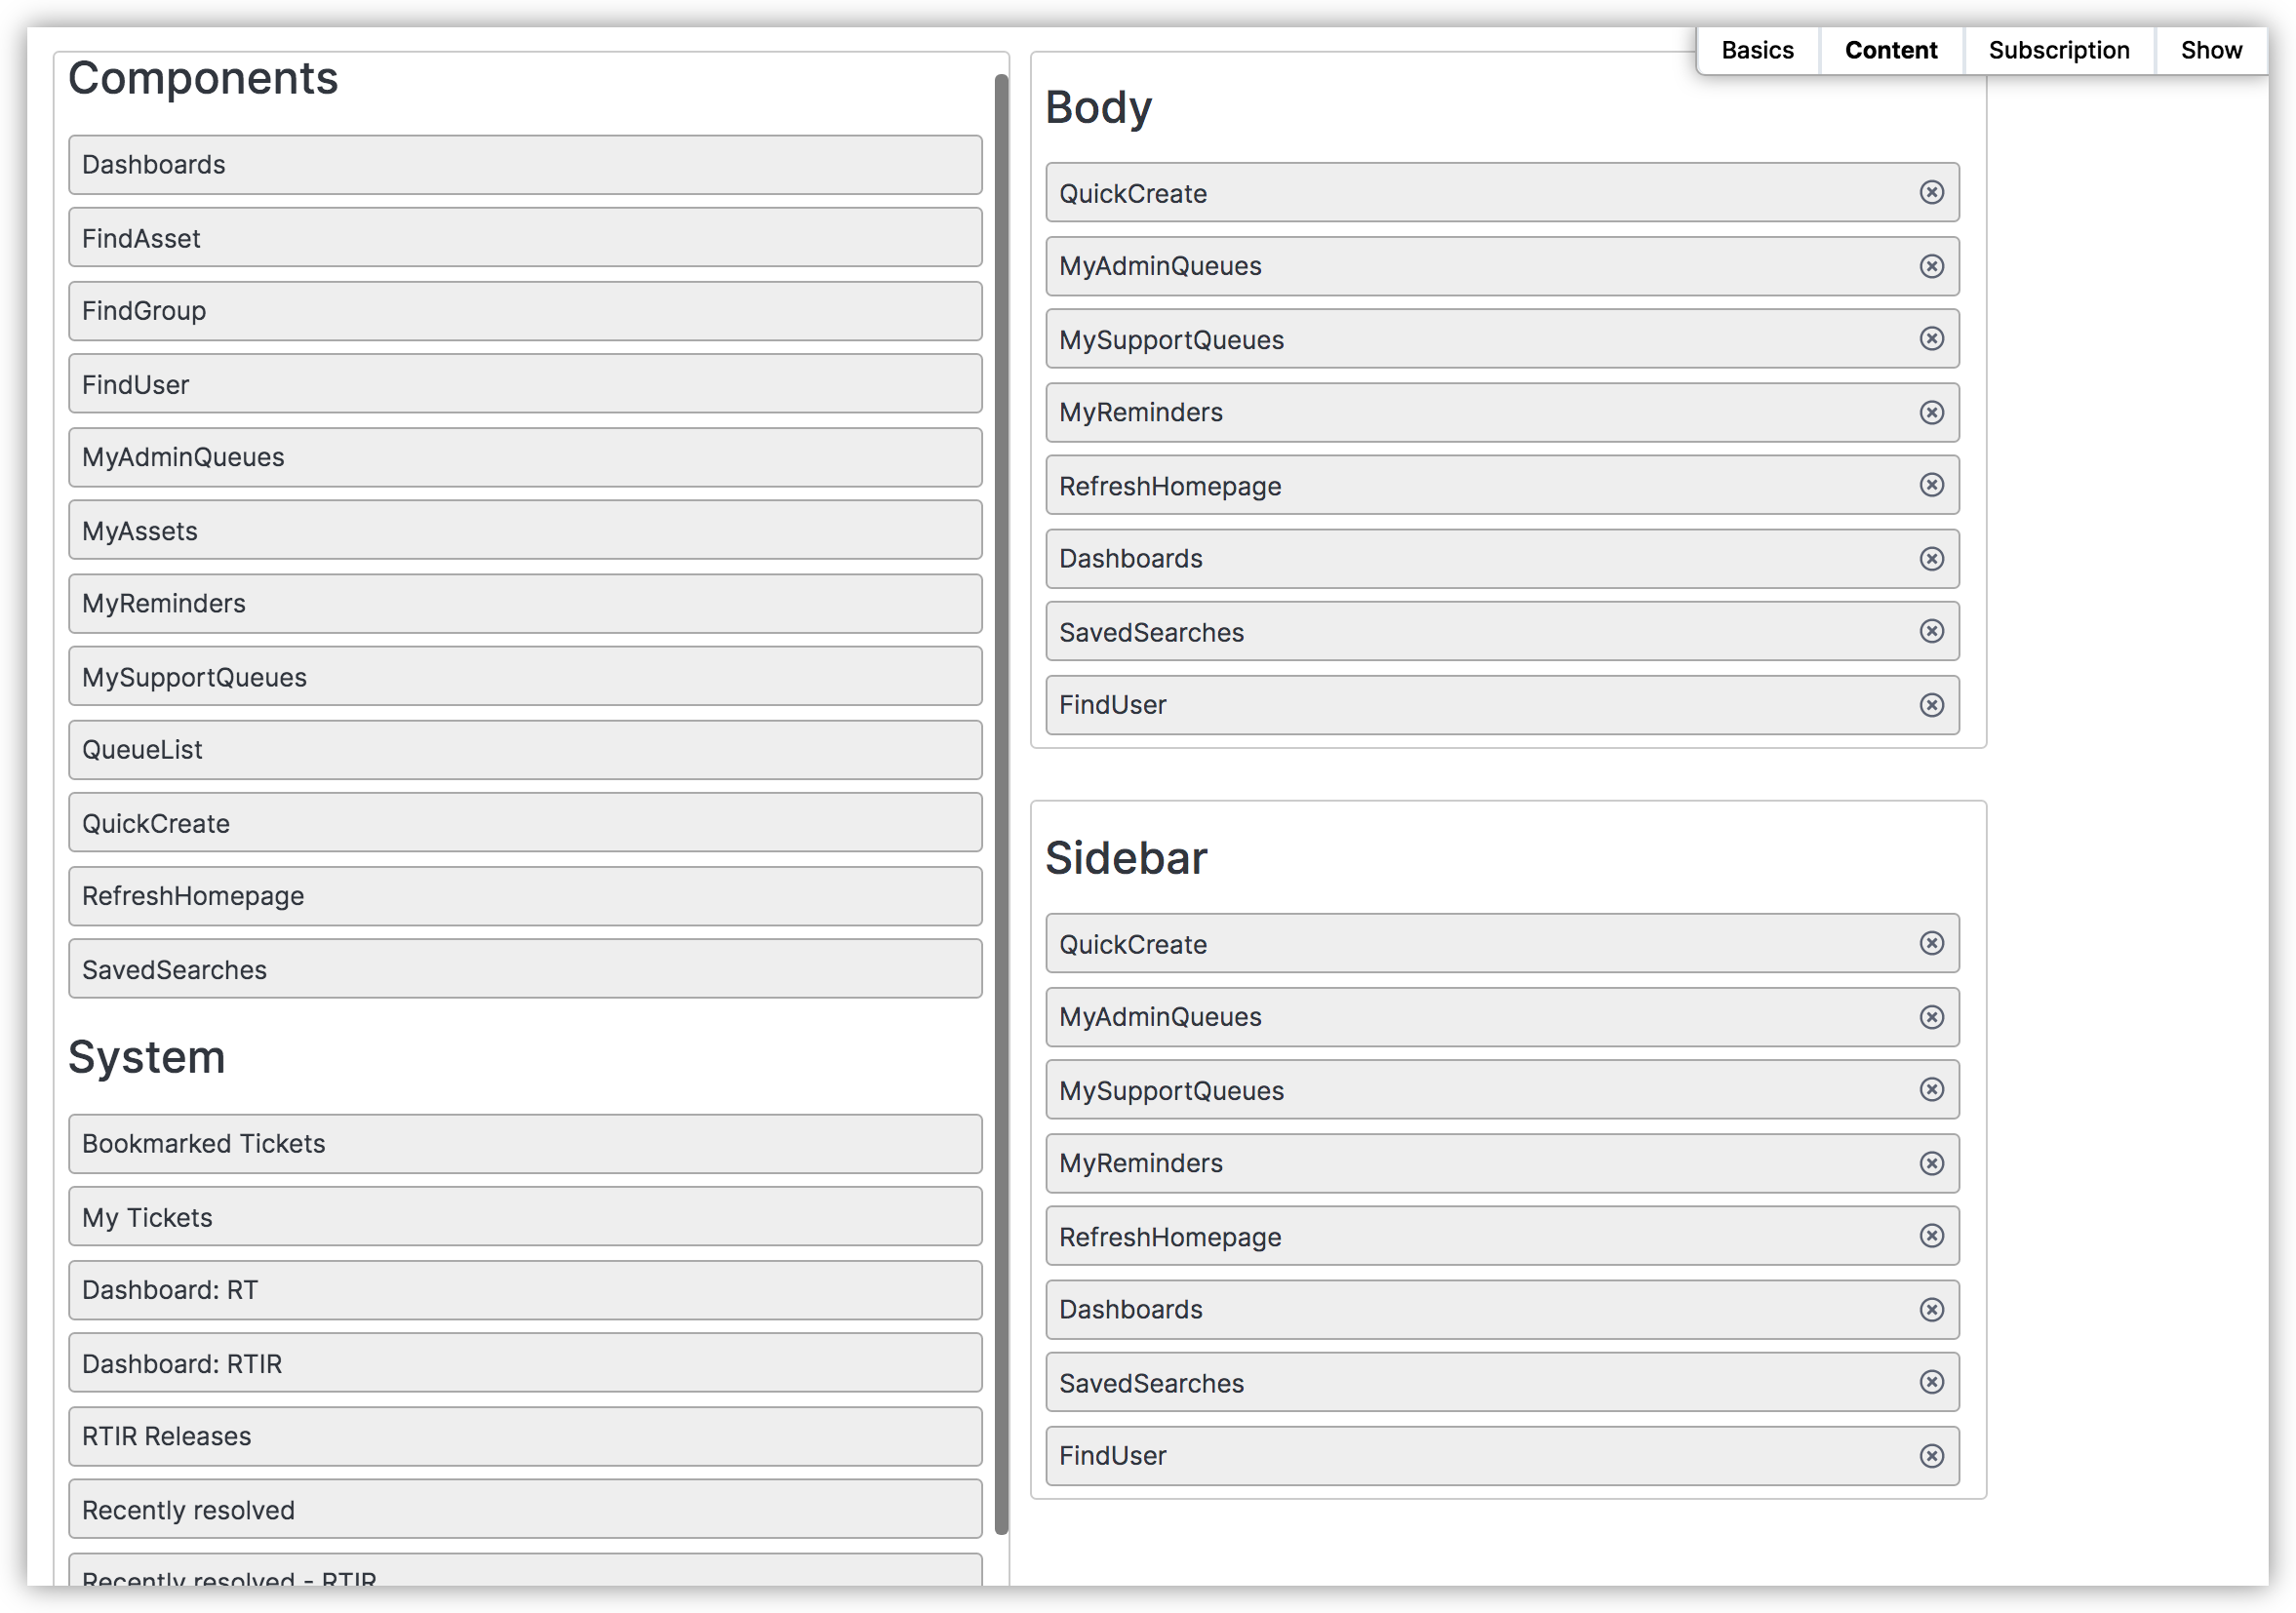 Basics
Content
Subscription
Show
Components
Dashboards
FindAsset
FindGroup
FindUser
MyAdminQueues
MyAssets
MyReminders
MySupportQueues
QueueList
QuickCreate
RefreshHomepage
SavedSearches
System
Bookmarked Tickets
My Tickets
Dashboard: RT
Dashboard: RTIR
RTIR Releases
Recently resolved
Recently resolved - RTIR
Body
QuickCreate
MyAdminQueues
MySupportQueues
MyReminders
RefreshHomepage
Dashboards
SavedSearches
FindUser
Sidebar
QuickCreate
MyAdminQueues
MySupportQueues
MyReminders
RefreshHomepage
Dashboards
SavedSearches
FindUser